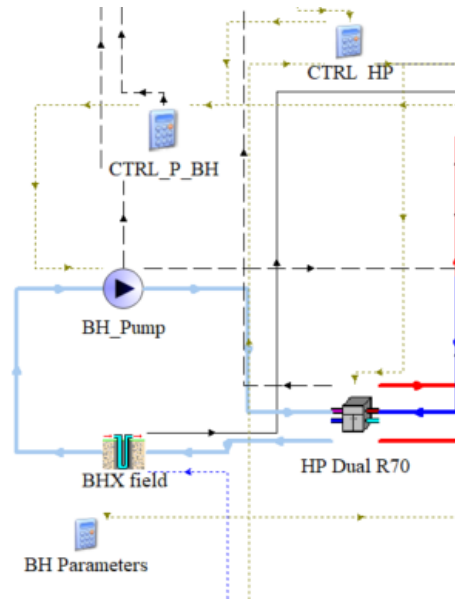 CTRL_HP
CTRL_P_BH
BH_Pump
HP Dual R70
BHX field
BH Parameters